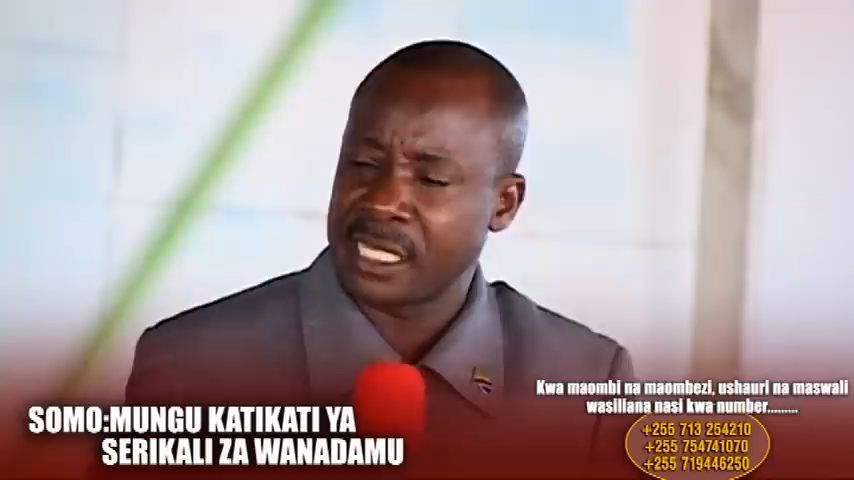 SOMO:MUNGU KATIKATI YA
SERIKALI ZA WANADAMU
Kwa maombi na maombezi, ushauri na maswali
wasiliana nasi kwa number.........
+255 713 254210
+255 754741070
+255 719446250